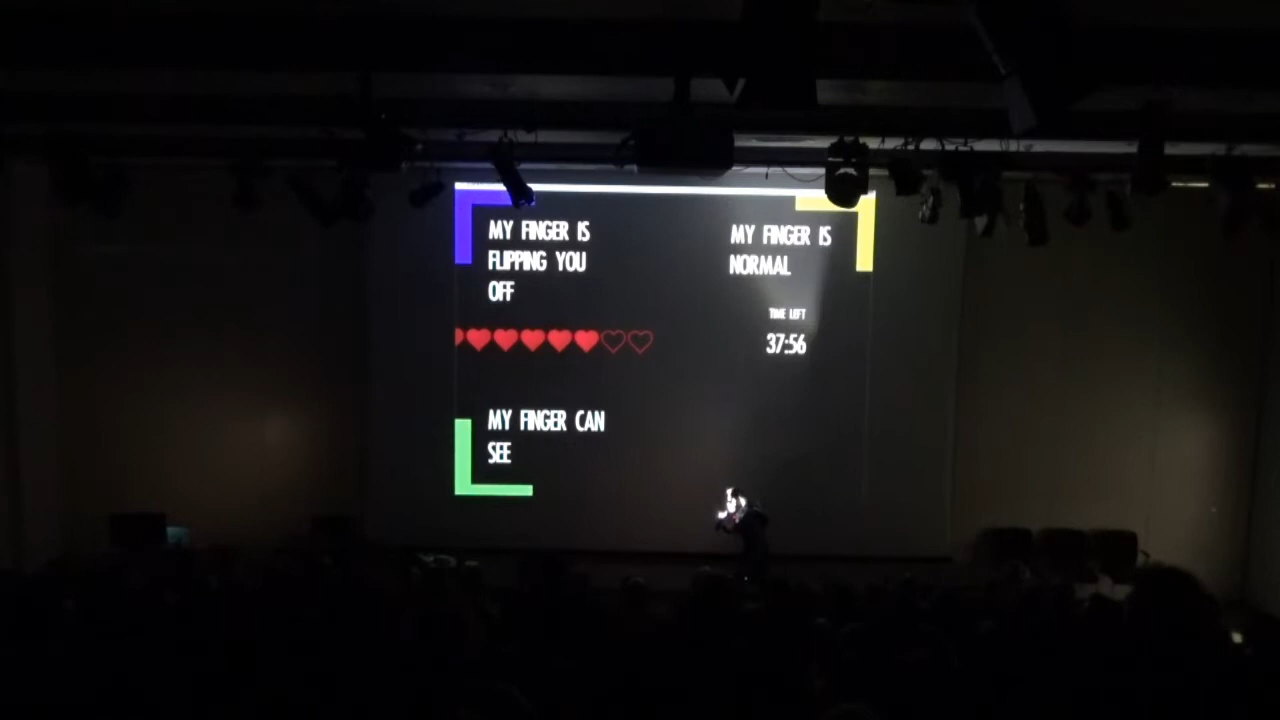 MY FINGER IS
FLIPPING YOU
OFF
MY FINGER IS
NORMAL
TIME LEFT
37:56
MY FINGER CAN
SEE